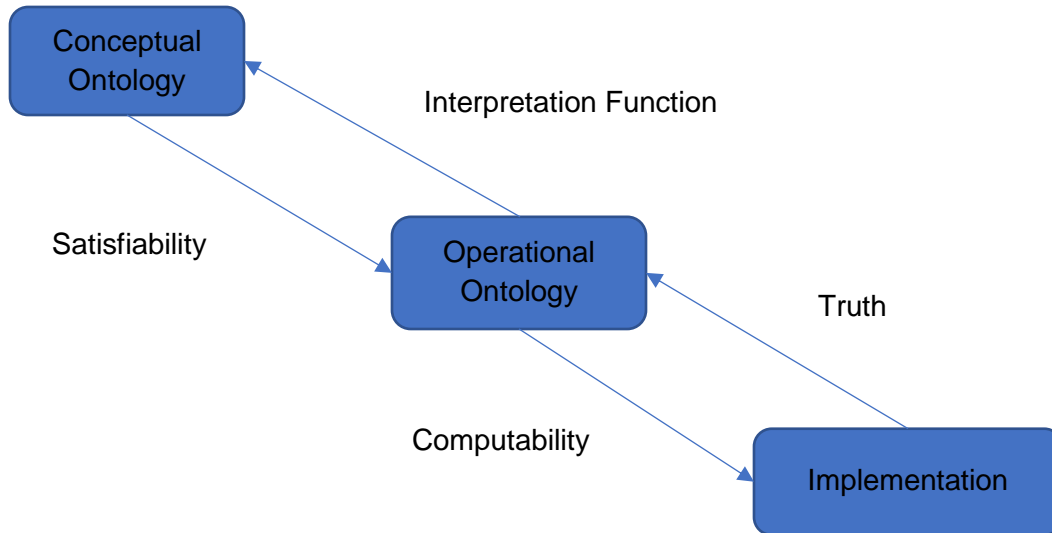 Conceptual
Ontology
Interpretation Function
Satisfiability
Operational
Ontology
Truth
Computability
Implementation